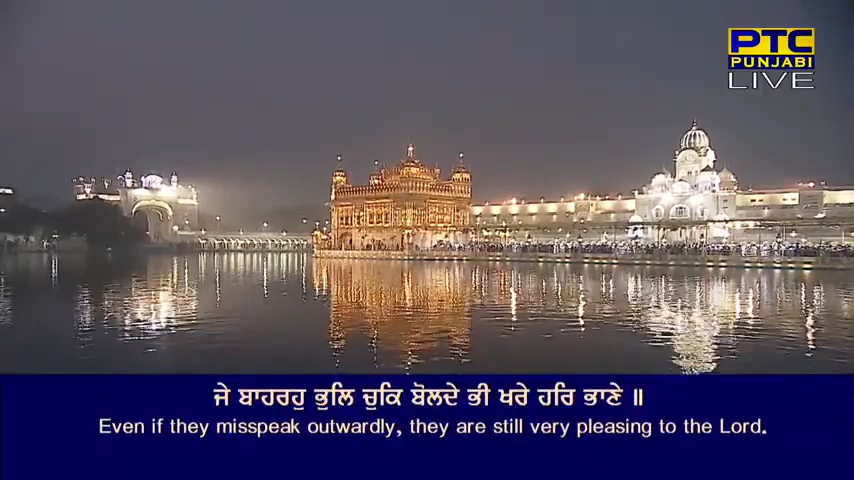 PTC
PUNJABI
LIVE
ਜੇ ਬਾਹਰਹੁ ਭੁਲਿ ਚੁਕਿ ਬੋਲਦੇ ਭੀ ਖਰੇ ਹਰਿ ਭਾਣੇ ॥
Even if they misspeak outwardly, they are still very pleasing to the Lord.